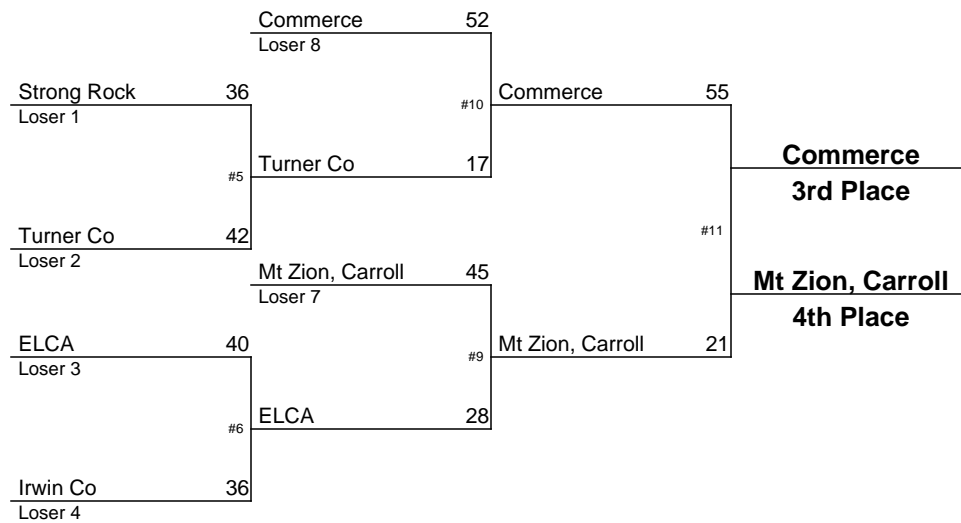 Commerce 52
Loser 8
Strong Rock 36
Loser 1
#10
Commerce 55
Commerce
3rd Place
#5
Turner Co 17
Turner Co 42
Loser 2
#11
Mt Zion, Carroll 45
Loser 7
Mt Zion, Carroll
4th Place
ELCA 40
Loser 3
#9
Mt Zion, Carroll 21
#6
ELCA 28
Irwin Co 36
Loser 4